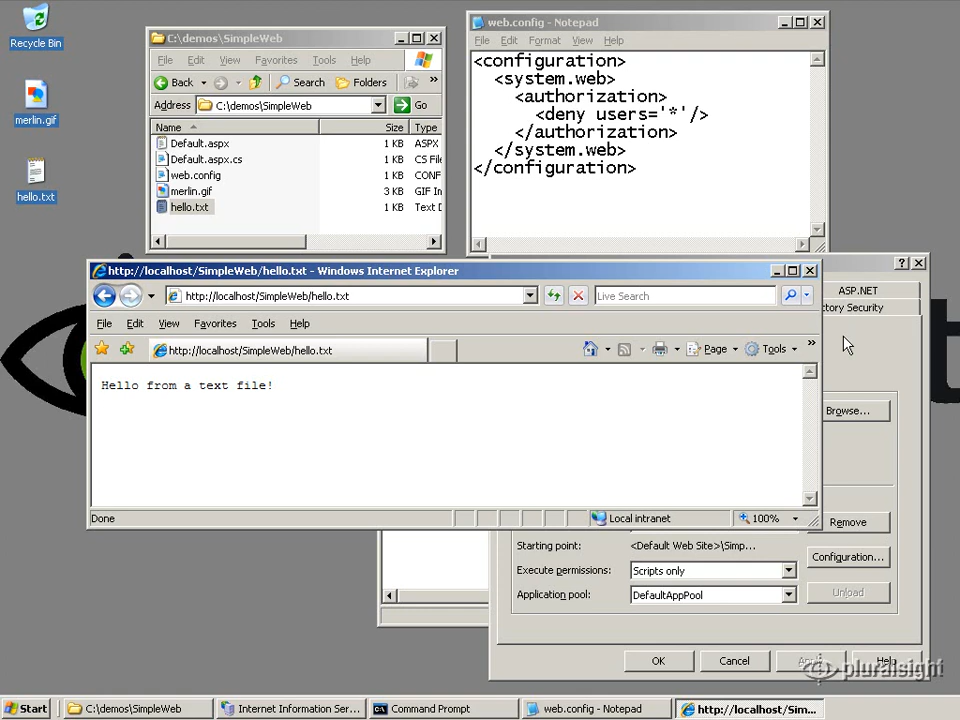 Recycle Bin
merlin.gif
hello.txt
C:\demos\SimpleWeb
File Edit View Favorites Tools Help
Back Search Folders »
Address C:\demos\SimpleWeb Go
Name Size Type
Default.aspx 1 KB ASPX
Default.aspx.cs 1 KB CS File
web.config 1 KB CONF
merlin.gif 3 KB GIF In
hello.txt 1 KB Text D
web.config - Notepad
File Edit Format View Help
<configuration>
<system.web>
<authorization>
<deny users='*'/>
</authorization>
</system.web>
</configuration>
http://localhost/SimpleWeb/hello.txt - Windows Internet Explorer
http://localhost/SimpleWeb/hello.txt
Live Search
File Edit View Favorites Tools Help
http://localhost/SimpleWeb/hello.txt
Page Tools »
Hello from a text file!
Done Local intranet 100%
ASP.NET
ctory Security
Browse...
Remove
Starting point: <Default Web Site>\Simp...
Configuration...
Execute permissions: Scripts only
Application pool: DefaultAppPool
Unload
OK Cancel Help
pluralsight
Start C:\demos\SimpleWeb Internet Information Ser... Command Prompt web.config - Notepad http://localhost/Sim...